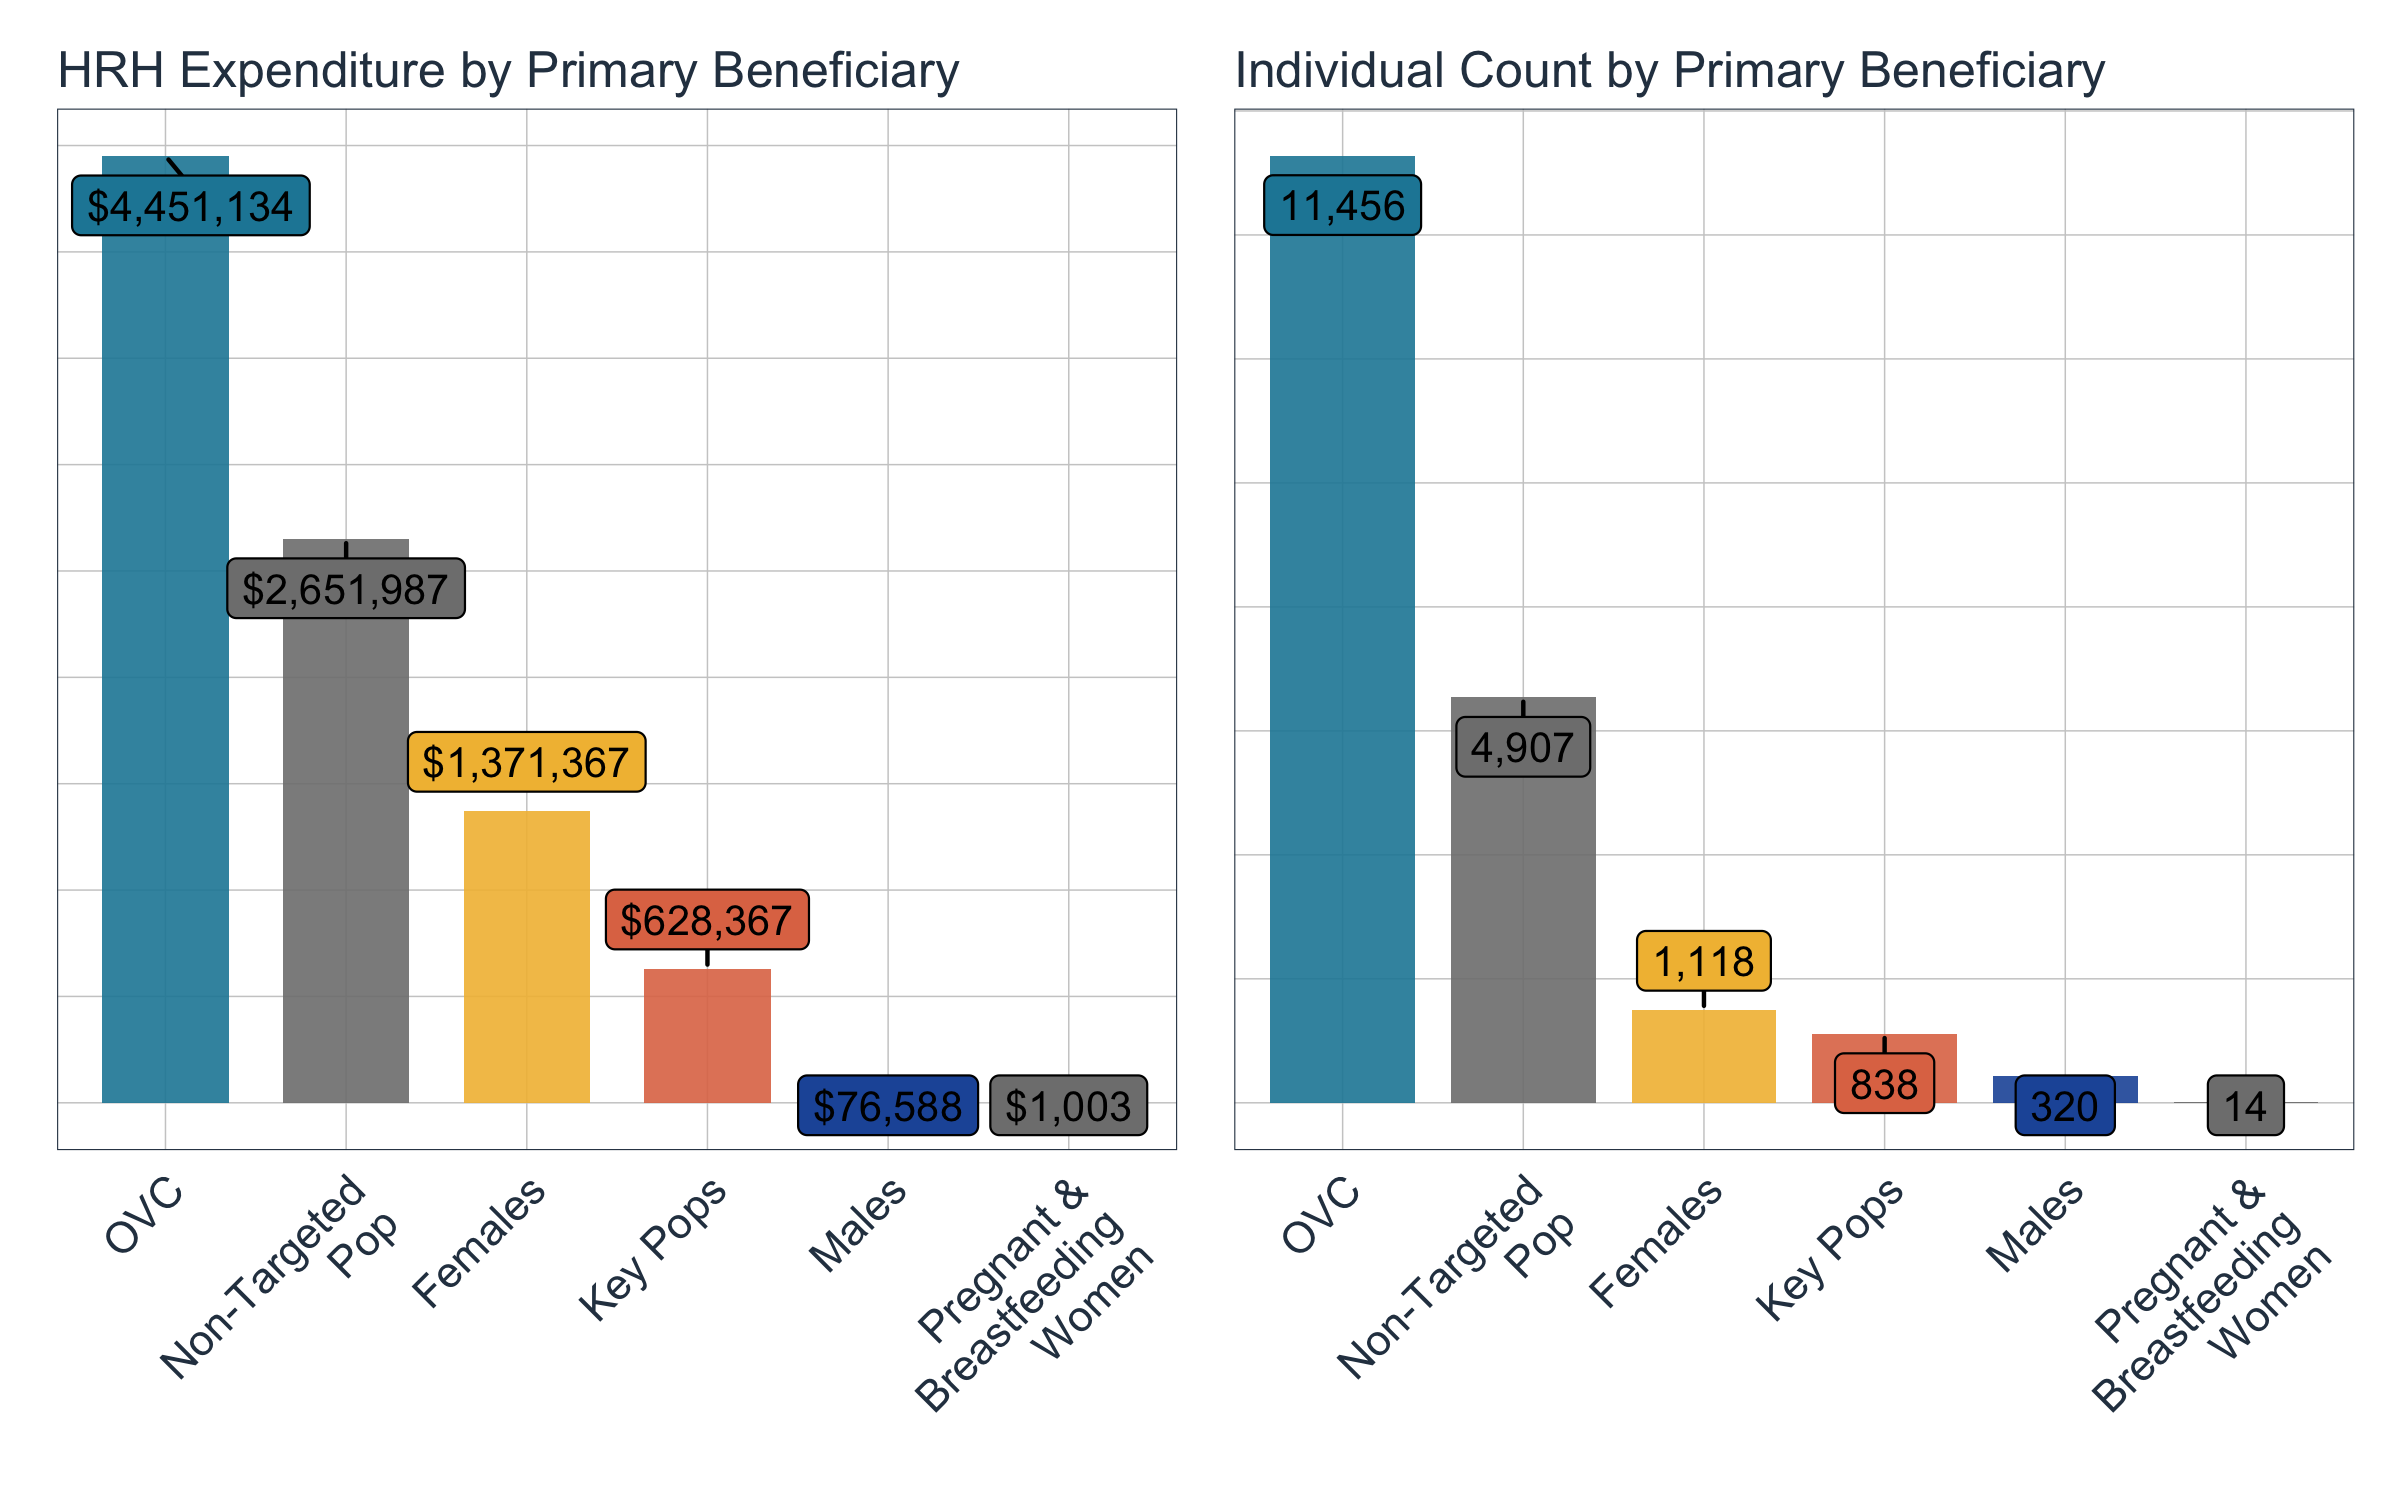 HRH Expenditure by Primary Beneficiary
$4,451,134
$2,651,987
$1,371,367
$628,367
$76,588
$1,003
OVC
Non-Targeted
Pop
Females
Key Pops
Males
Pregnant &
Breastfeeding
Women
Individual Count by Primary Beneficiary
11,456
4,907
1,118
838
320
14
OVC
Non-Targeted
Pop
Females
Key Pops
Males
Pregnant &
Breastfeeding
Women